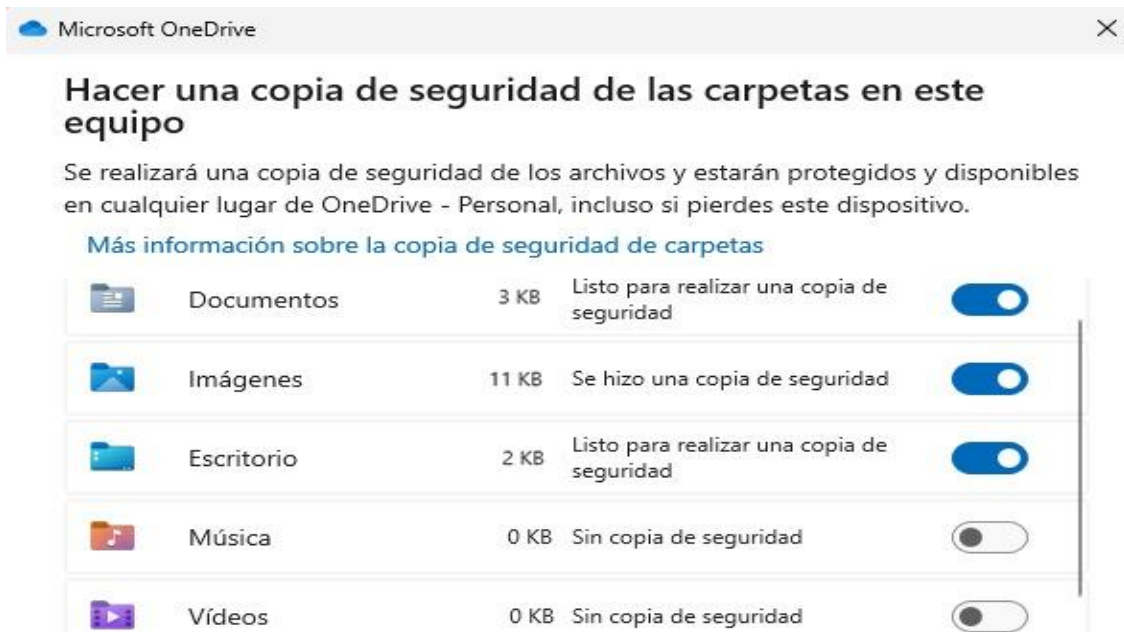 Microsoft OneDrive
Hacer una copia de seguridad de las carpetas en este
equipo
Se realizará una copia de seguridad de los archivos y estarán protegidos y disponibles
en cualquier lugar de OneDrive - Personal, incluso si pierdes este dispositivo.
Más información sobre la copia de seguridad de carpetas
Documentos 3 KB Listo para realizar una copia de
seguridad
Imágenes 11 KB Se hizo una copia de seguridad
Escritorio 2 KB Listo para realizar una copia de
seguridad
Música 0 KB Sin copia de seguridad
Vídeos 0 KB Sin copia de seguridad